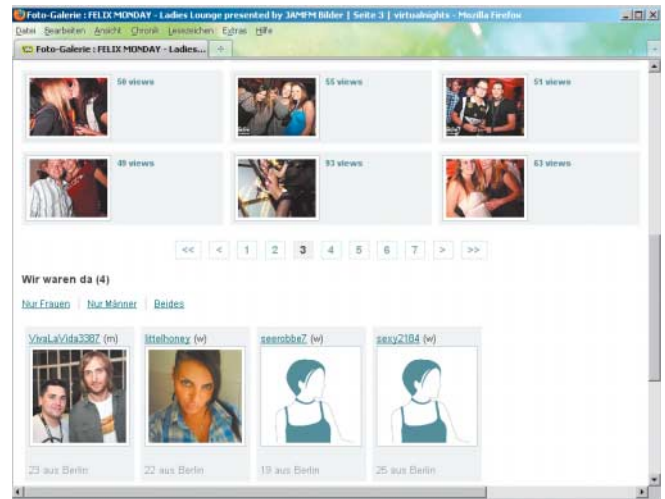 Foto-Galerie : FELIX MONDAY - Ladies Lounge presented by JAMFM Bilder | Seite 3 | virtualnights - Mozilla Firefox
Datei Bearbeiten Ansicht Chronik Lesezeichen Extras Hilfe
Foto-Galerie : FELIX MONDAY - Ladies...
50 views 55 views 51 views
49 views 93 views 63 views
<< < 1 2 3 4 5 6 7 > >>
Wir waren da (4)
Nur Frauen | Nur Männer | Beides
VivaLaVida3387 (m) littelhoney (w) seerobbe7 (w) sexy2184 (w)
23 aus Berlin 22 aus Berlin 19 aus Berlin 25 aus Berlin